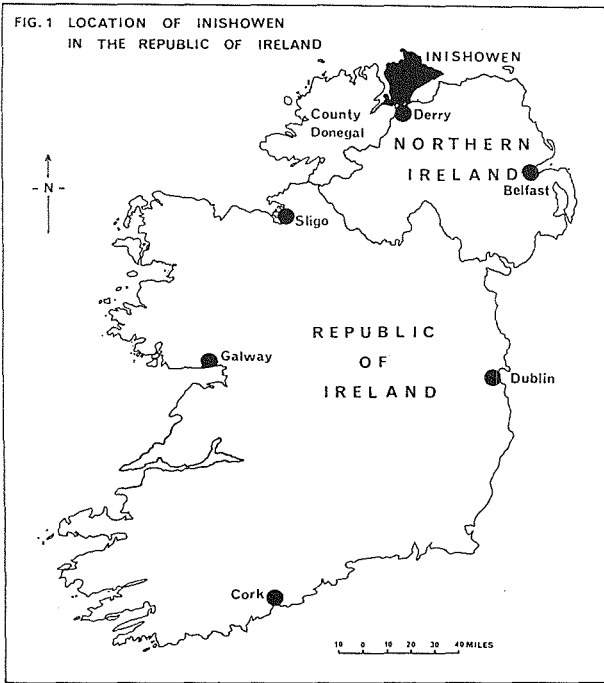 FIG. 1 LOCATION OF INISHOWEN
IN THE REPUBLIC OF IRELAND
INISHOWEN
County
Donegal
Derry
NORTHERN
IRELAND
Belfast
- N -
Sligo
REPUBLIC
OF
IRELAND
Galway
Dublin
Cork
10 0 10 20 30 40 MILES